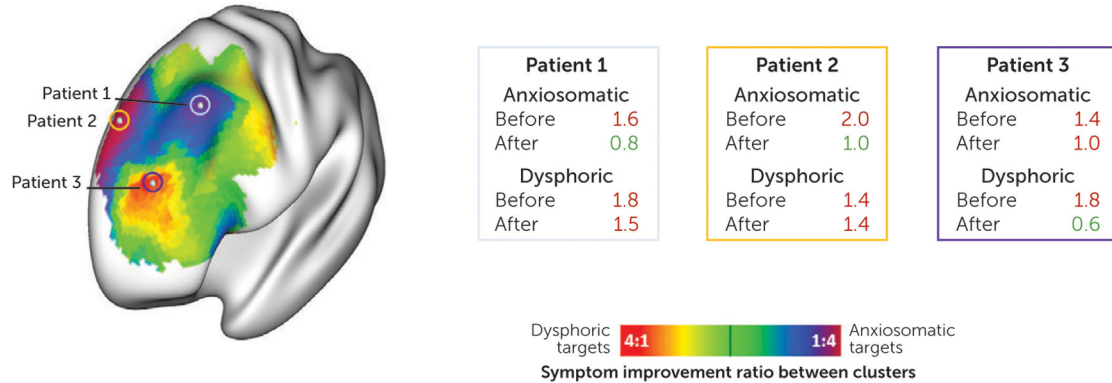 Patient 1
Patient 2
Patient 3
Patient 1
Anxiosomatic
Before 1.6
After 0.8
Dysphoric
Before 1.8
After 1.5
Patient 2
Anxiosomatic
Before 2.0
After 1.0
Dysphoric
Before 1.4
After 1.4
Patient 3
Anxiosomatic
Before 1.4
After 1.0
Dysphoric
Before 1.8
After 0.6
Dysphoric
targets
4:1
1:4
Anxiosomatic
targets
Symptom improvement ratio between clusters